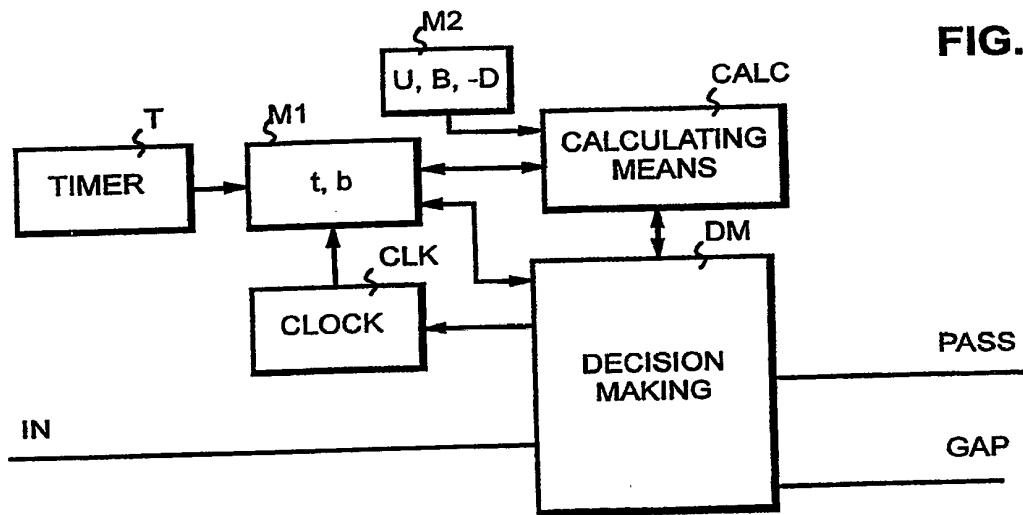 M2
FIG.
U, B, -D
CALC
T
M1
CALCULATING
MEANS
TIMER
t, b
DM
CLK
CLOCK
DECISION
MAKING
PASS
IN
GAP